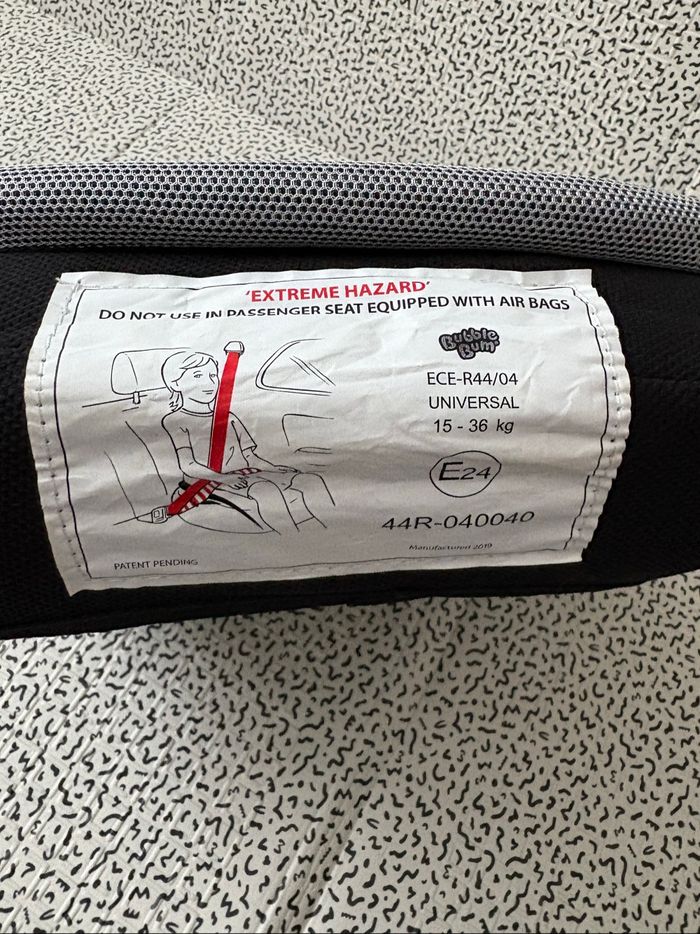 'EXTREME HAZARD'
DO NOT USE IN PASSENGER SEAT EQUIPPED WITH AIR BAGS
Bubble
Bum
ECE-R44/04
UNIVERSAL
15 - 36 kg
E24
44R-040040
Manufactured 2019
PATENT PENDING